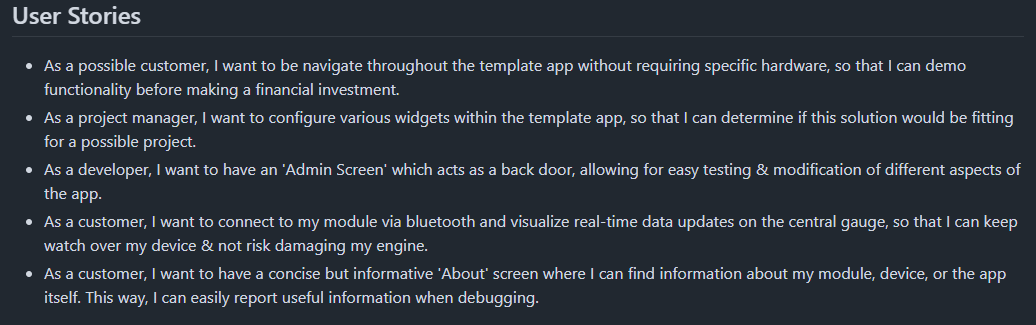 User Stories
As a possible customer, I want to be navigate throughout the template app without requiring specific hardware, so that I can demo
functionality before making a financial investment.
As a project manager, I want to configure various widgets within the template app, so that I can determine if this solution would be fitting
for a possible project.
As a developer, I want to have an 'Admin Screen' which acts as a back door, allowing for easy testing & modification of different aspects of
the app.
As a customer, I want to connect to my module via bluetooth and visualize real-time data updates on the central gauge, so that I can keep
watch over my device & not risk damaging my engine.
As a customer, I want to have a concise but informative 'About' screen where I can find information about my module, device, or the app
itself. This way, I can easily report useful information when debugging.